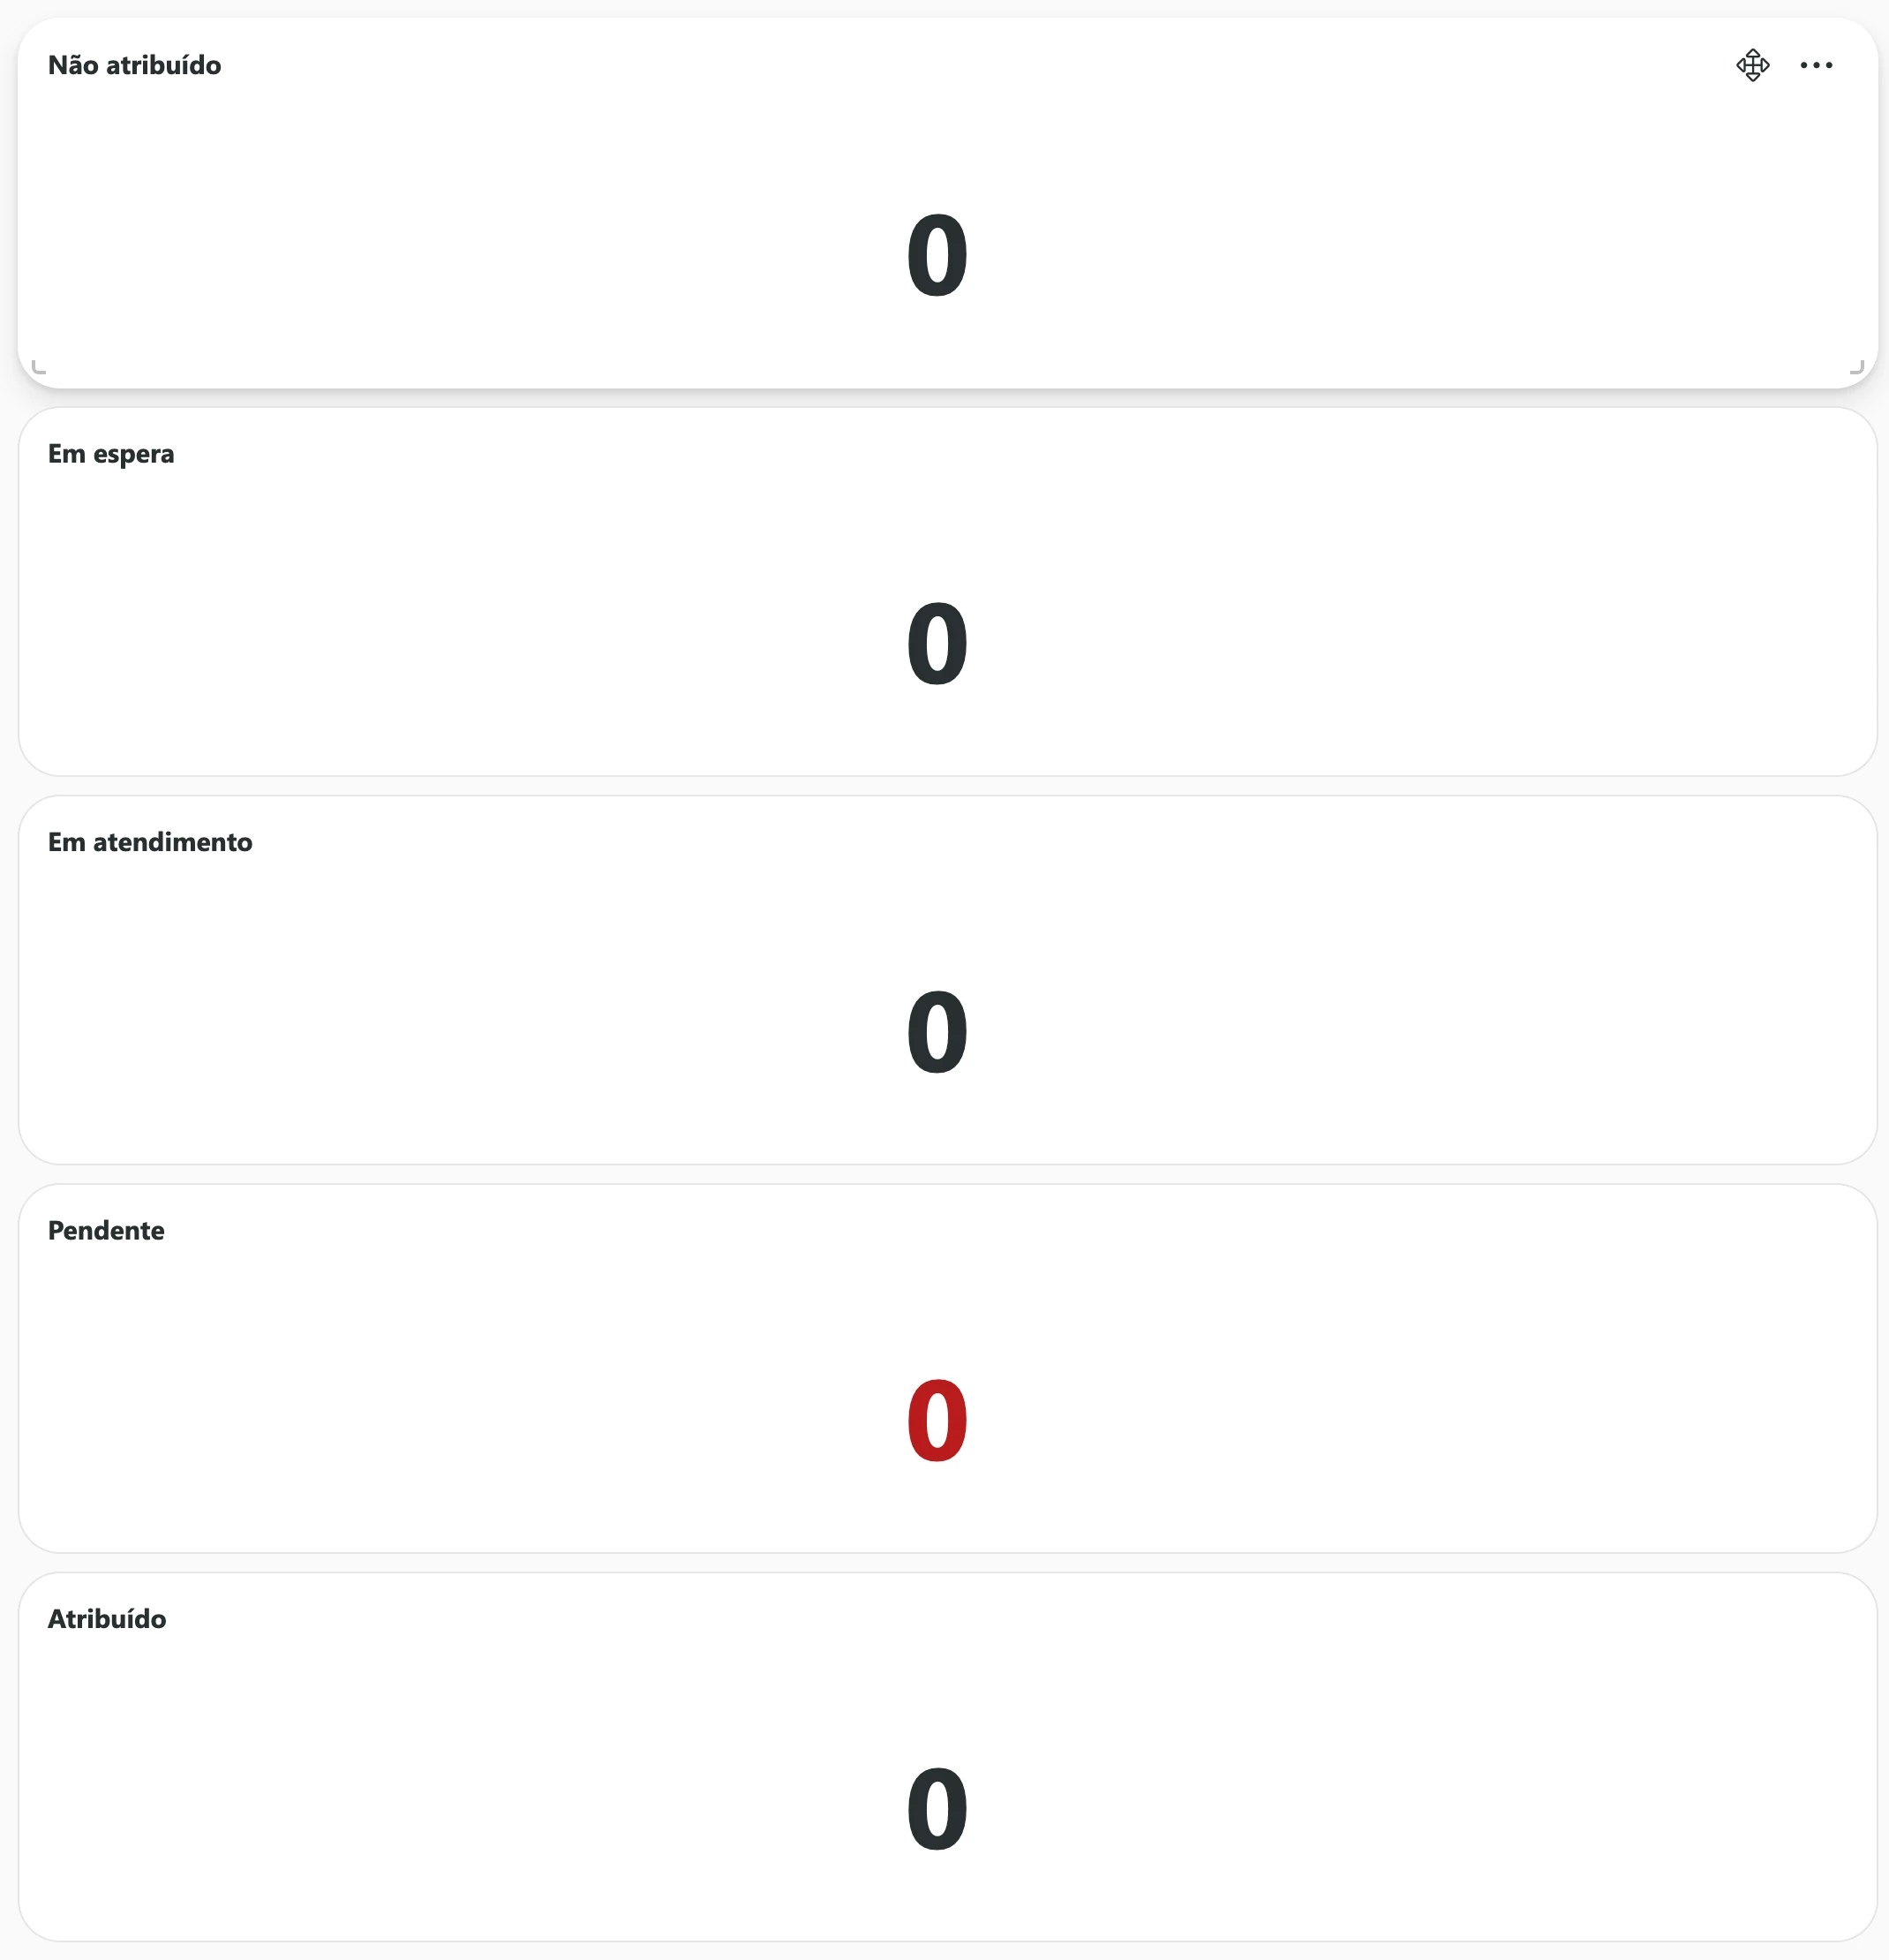 Não atribuído
0
Em espera
0
Em atendimento
0
Pendente
0
Atribuído
0